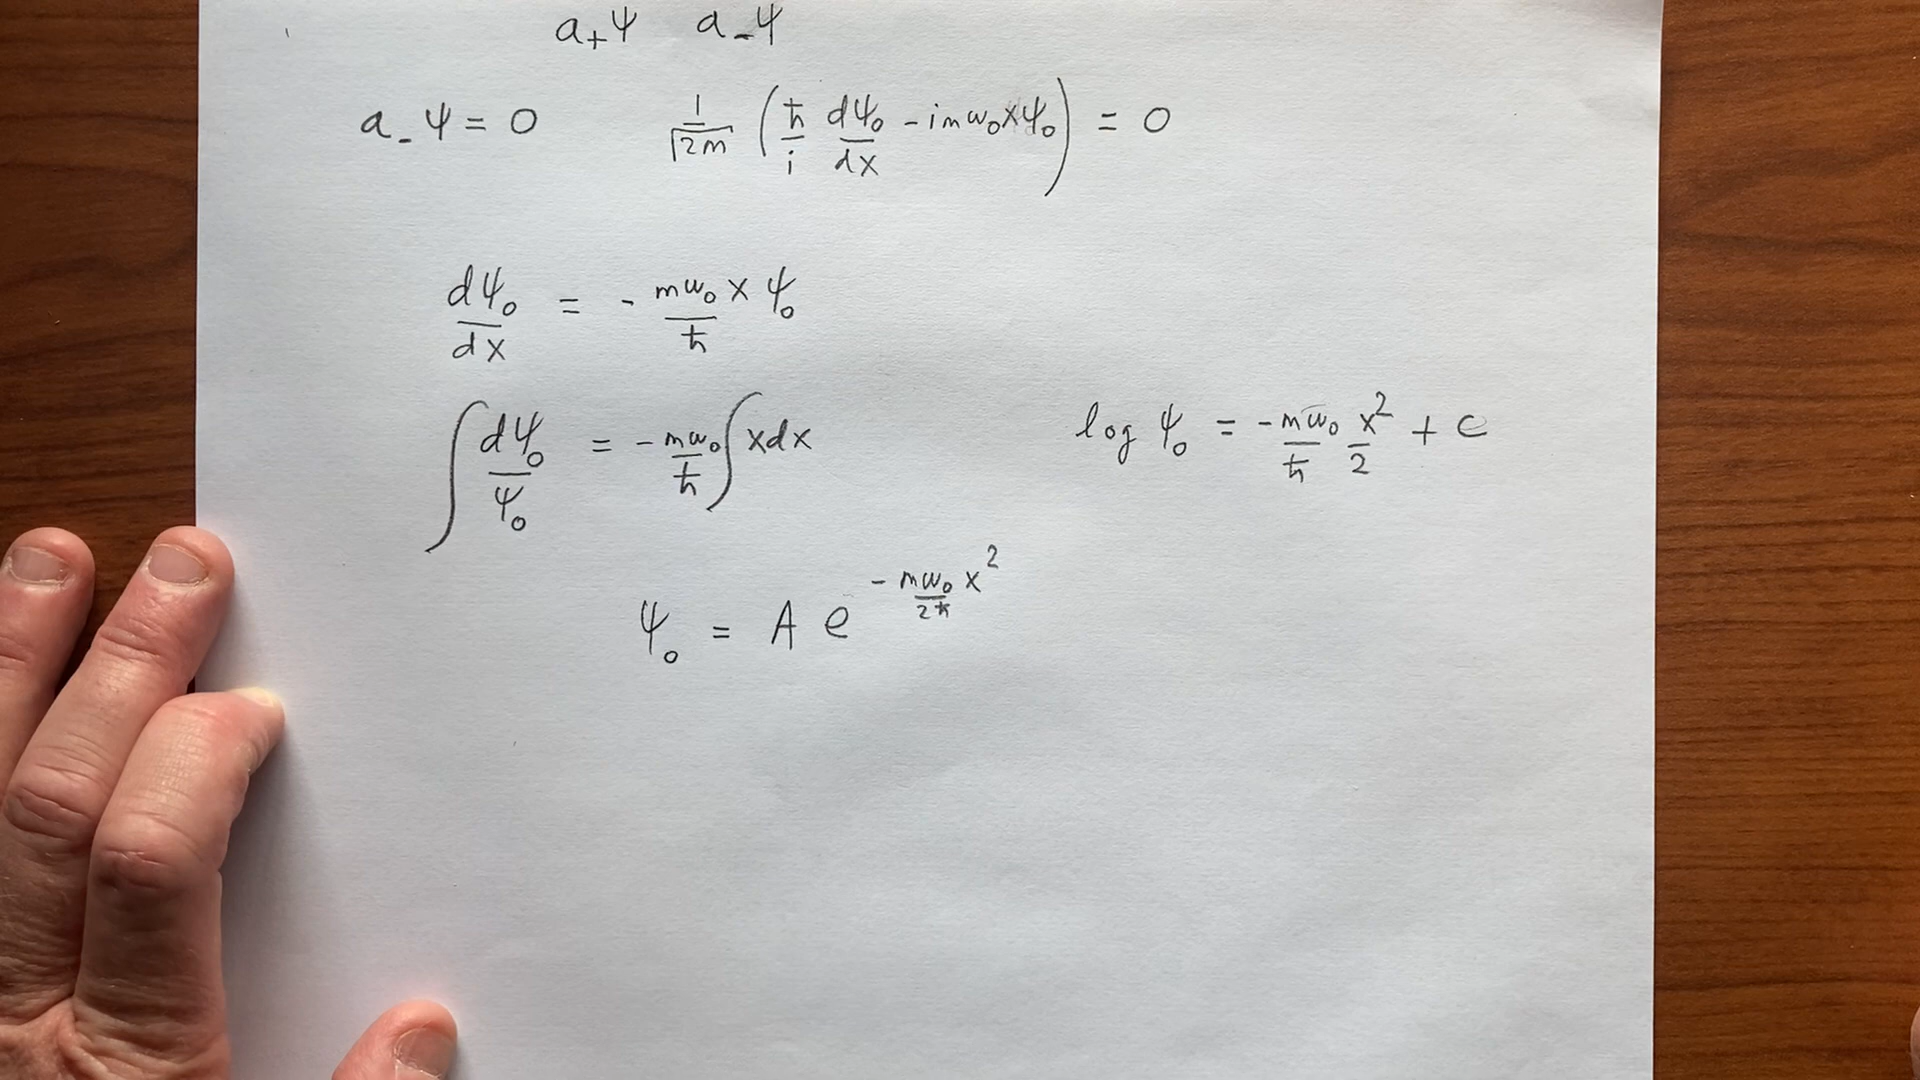 a₊ψ a₋ψ
a₋ψ = 0 1/√2m (ħ/i dψ₀/dx - imω₀xψ₀) = 0
dψ₀/dx = - mω₀/ħ x ψ₀
∫ dψ₀/ψ₀ = - mω₀/ħ ∫ xdx log ψ₀ = - mω₀/ħ x²/2 + c
ψ₀ = A e^(- mω₀/2ħ x²)